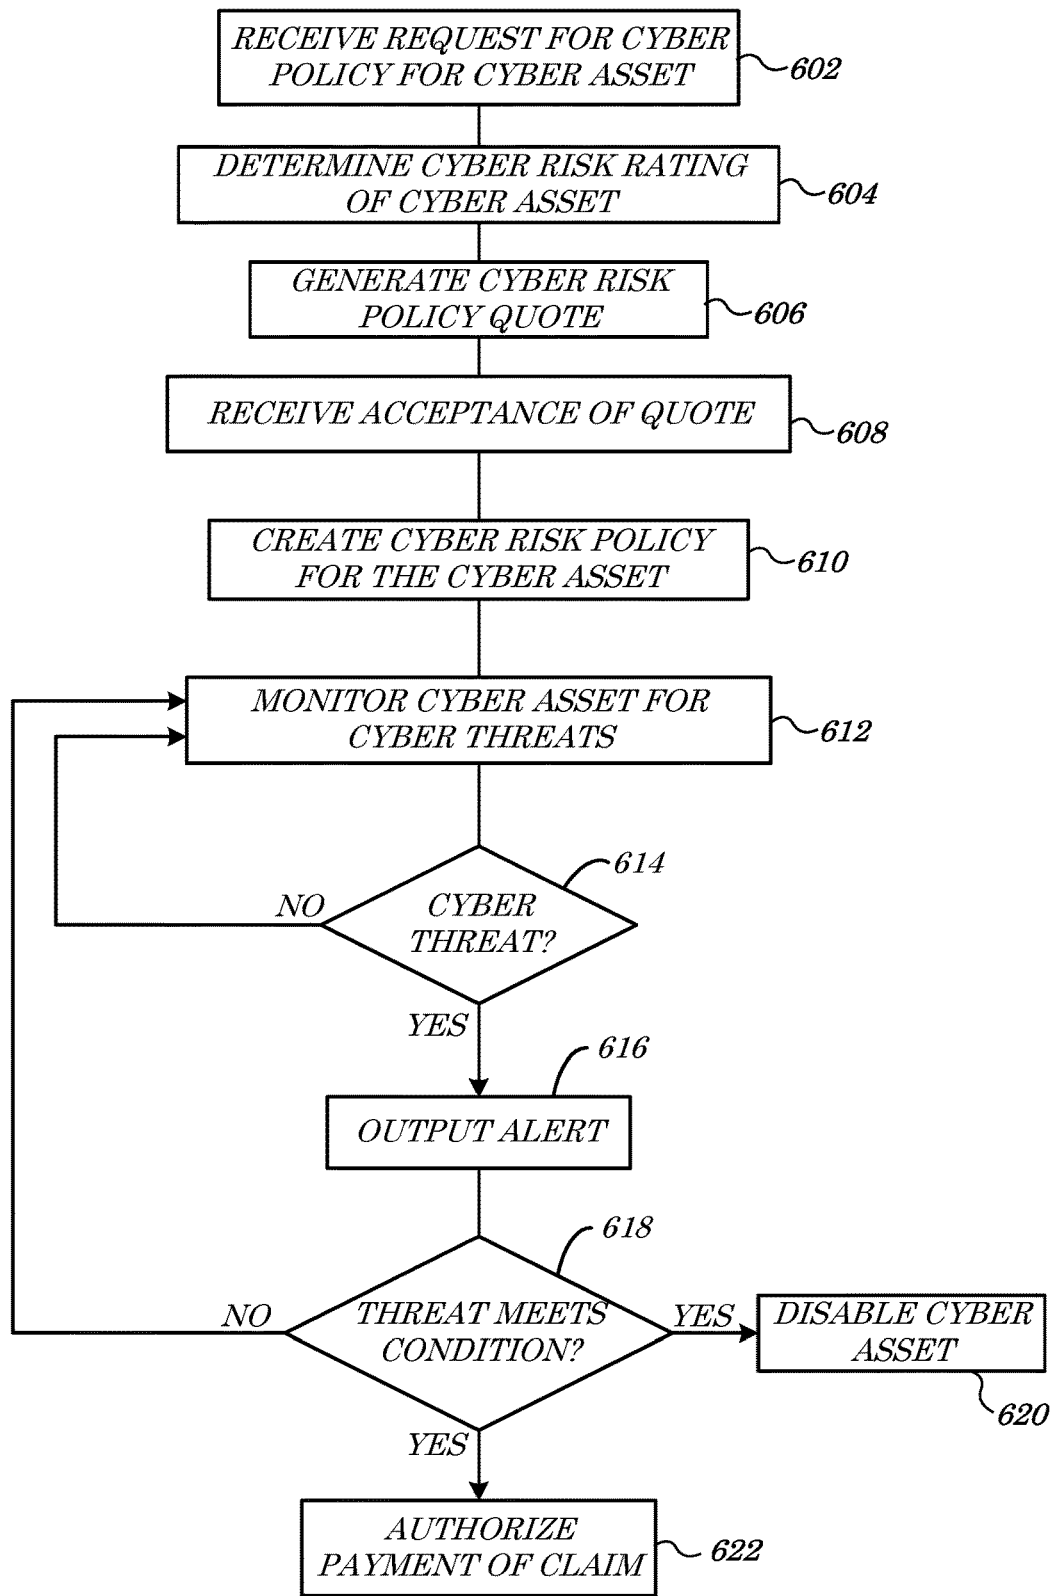 RECEIVE REQUEST FOR CYBER
POLICY FOR CYBER ASSET
602
DETERMINE CYBER RISK RATING
OF CYBER ASSET
604
GENERATE CYBER RISK
POLICY QUOTE
606
RECEIVE ACCEPTANCE OF QUOTE
608
CREATE CYBER RISK POLICY
FOR THE CYBER ASSET
610
MONITOR CYBER ASSET FOR
CYBER THREATS
612
614
NO
CYBER
THREAT?
YES
616
OUTPUT ALERT
618
NO
THREAT MEETS
CONDITION?
YES
DISABLE CYBER
ASSET
620
YES
AUTHORIZE
PAYMENT OF CLAIM
622